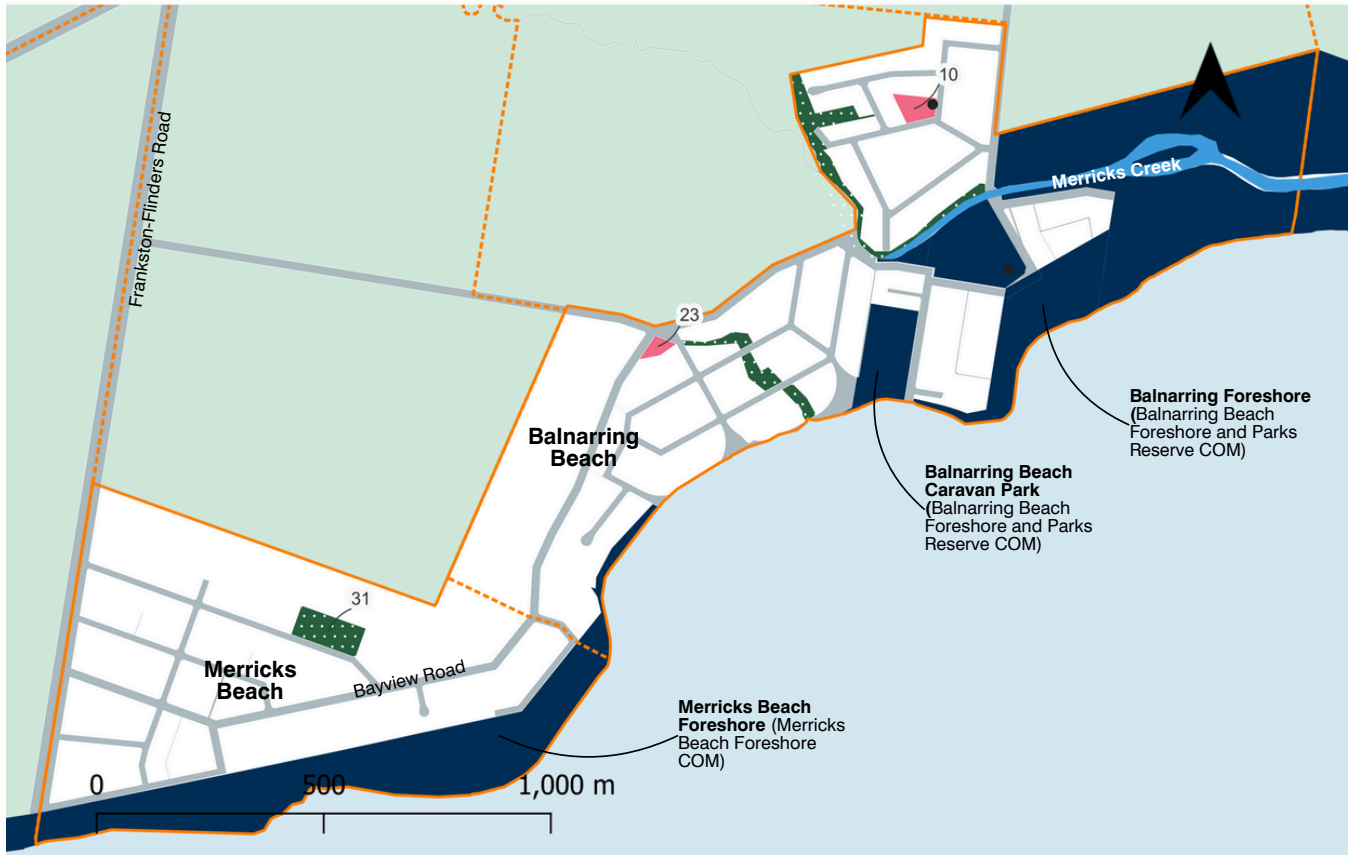 10
Merricks Creek
Frankston-Flinders Road
23
Balnarring
Beach
Balnarring Foreshore
(Balnarring Beach
Foreshore and Parks
Reserve COM)
Balnarring Beach
Caravan Park
(Balnarring Beach
Foreshore and Parks
Reserve COM)
31
Merricks
Beach
Bayview Road
Merricks Beach
Foreshore (Merricks
Beach Foreshore
COM)
0 500 1,000 m